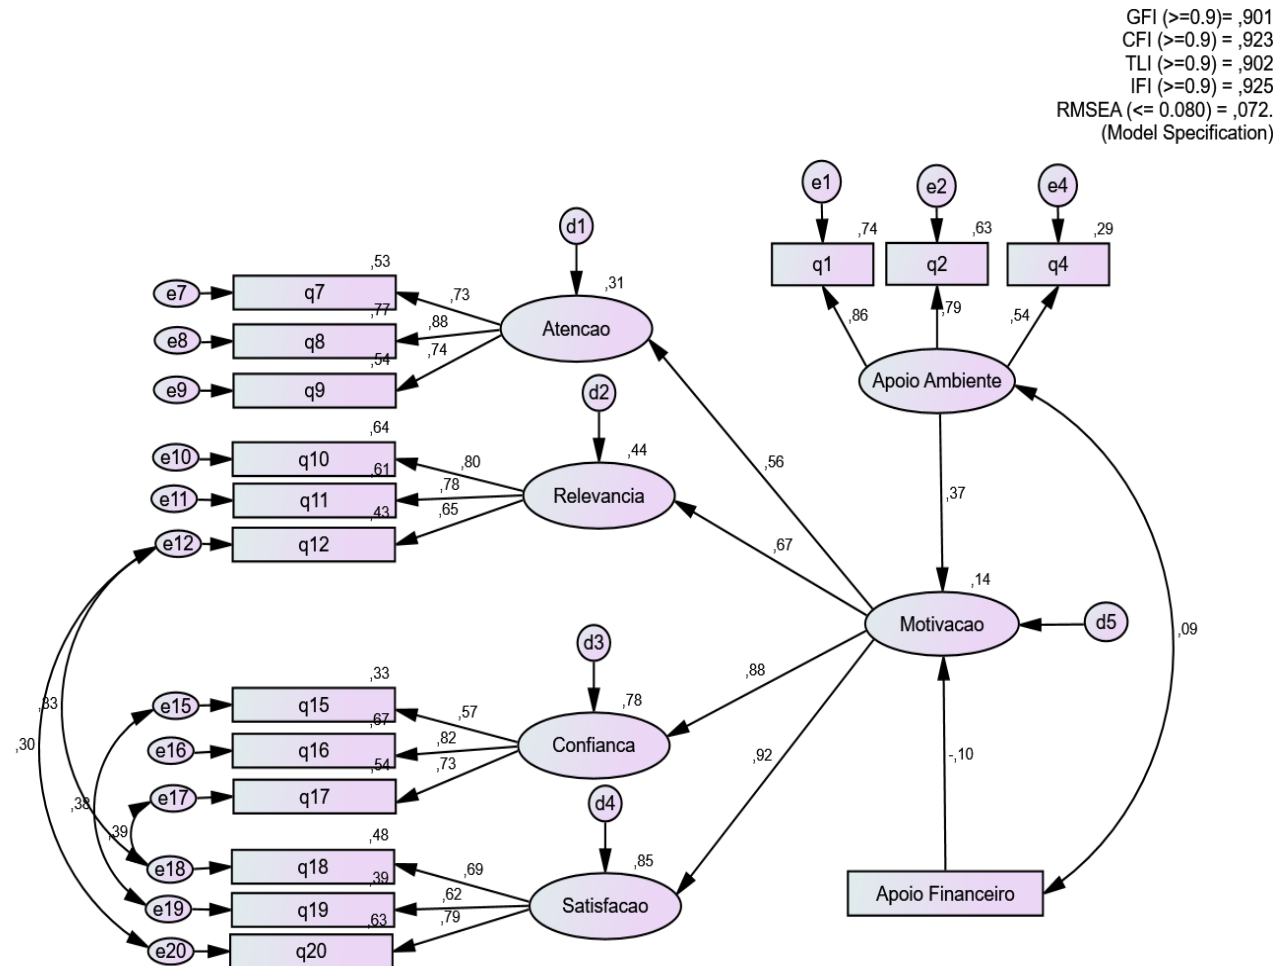 GFI (>=0.9)= ,901
CFI (>=0.9) = ,923
TLI (>=0.9) = ,902
IFI (>=0.9) = ,925
RMSEA (<= 0.080) = ,072.
(Model Specification)
e1
e2
e4
,74
,63
,29
q1
q2
q4
,86
,79
,54
Apoio Ambiente
d1
,53
,31
e7
q7
,73
,77
Atencao
e8
q8
,88
,54
,74
e9
q9
d2
,64
,44
e10
q10
,80
,61
Relevancia
e11
q11
,78
,43
,65
e12
q12
,56
,37
,67
,14
Motivacao
d5
,09
d3
,33
,88
,78
e15
q15
,57
,67
Confianca
e16
q16
,82
,54
,73
e17
q17
,33
,30
,38
,39
,92
-,10
d4
,48
,85
e18
q18
,69
,39
Satisfacao
e19
q19
,62
,63
,79
e20
q20
Apoio Financeiro